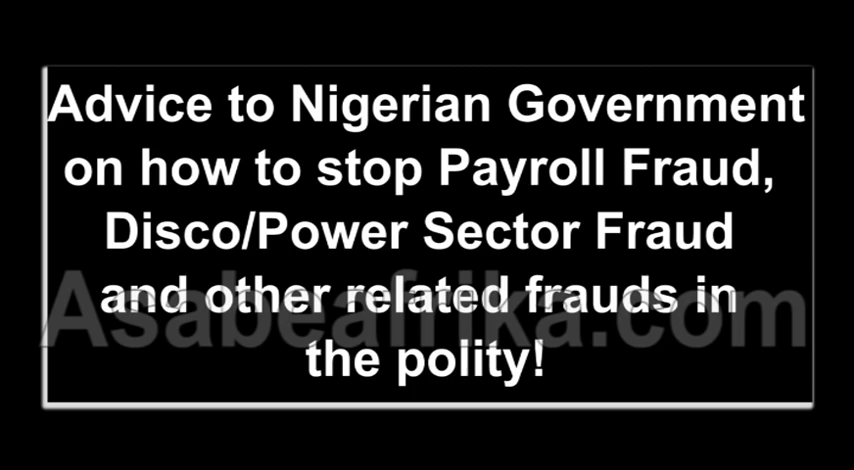 Advice to Nigerian Government
on how to stop Payroll Fraud,
Disco/Power Sector Fraud
and other related frauds in
Asabeafrika.com
the polity!